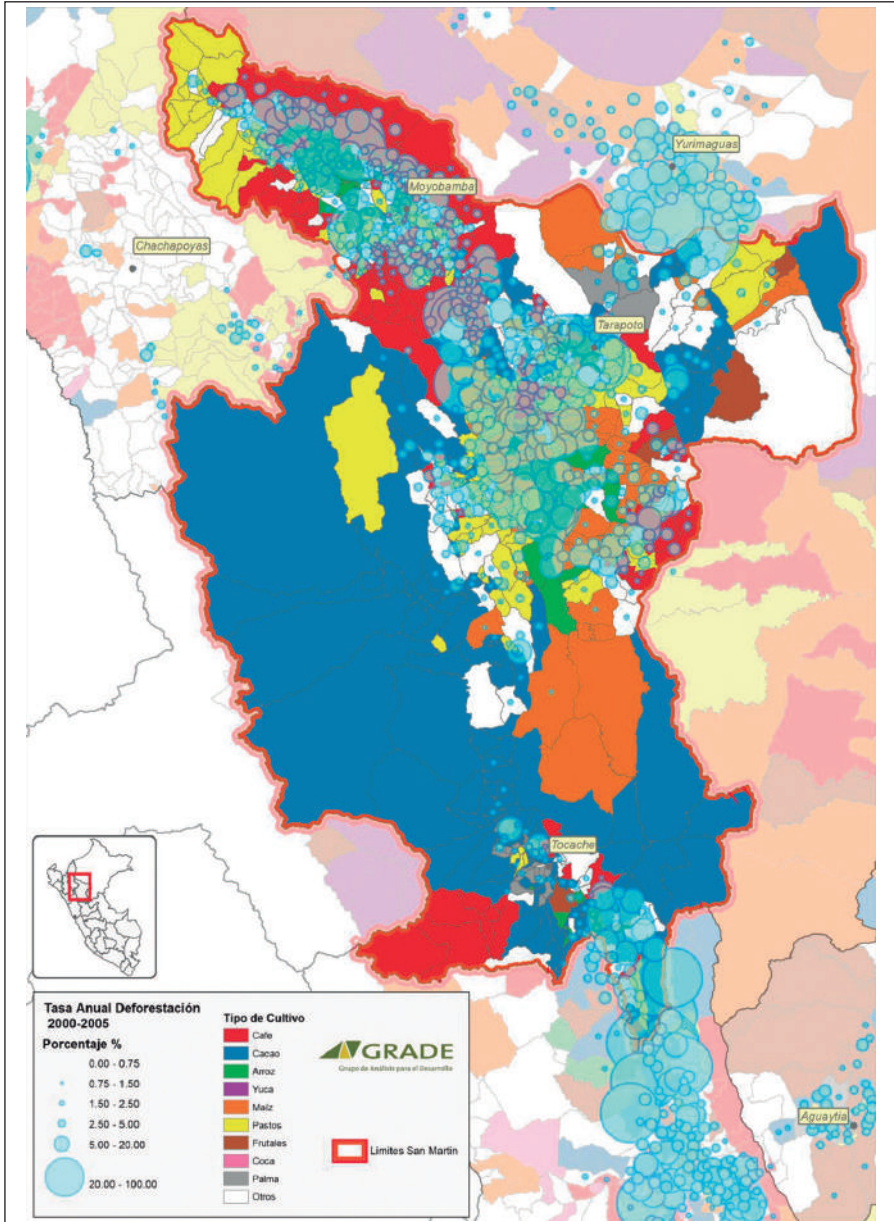 Yurimaguas
Moyobamba
Chachapoyas
Tarapoto
Tocache
Aguaytia
Tasa Anual Deforestación
2000-2005
Porcentaje %
0.00 - 0.75
0.75 - 1.50
1.50 - 2.50
2.50 - 5.00
5.00 - 20.00
20.00 - 100.00
Tipo de Cultivo
Cafe
Cacao
Arroz
Yuca
Maíz
Pastos
Frutales
Coca
Palma
Otros
GRADE
Grupo de Análisis para el Desarrollo
Limites San Martin